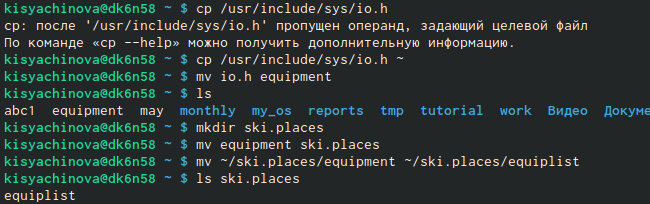 kisyachinova@dk6n58 ~ $ cp /usr/include/sys/io.h
cp: после '/usr/include/sys/io.h' пропущен операнд, задающий целевой файл
По команде «cp --help» можно получить дополнительную информацию.
kisyachinova@dk6n58 ~ $ cp /usr/include/sys/io.h ~
kisyachinova@dk6n58 ~ $ mv io.h equipment
kisyachinova@dk6n58 ~ $ ls
abc1 equipment may monthly my_os reports tmp tutorial work Видео Докуме
kisyachinova@dk6n58 ~ $ mkdir ski.places
kisyachinova@dk6n58 ~ $ mv equipment ski.places
kisyachinova@dk6n58 ~ $ mv ~/ski.places/equipment ~/ski.places/equiplist
kisyachinova@dk6n58 ~ $ ls ski.places
equiplist